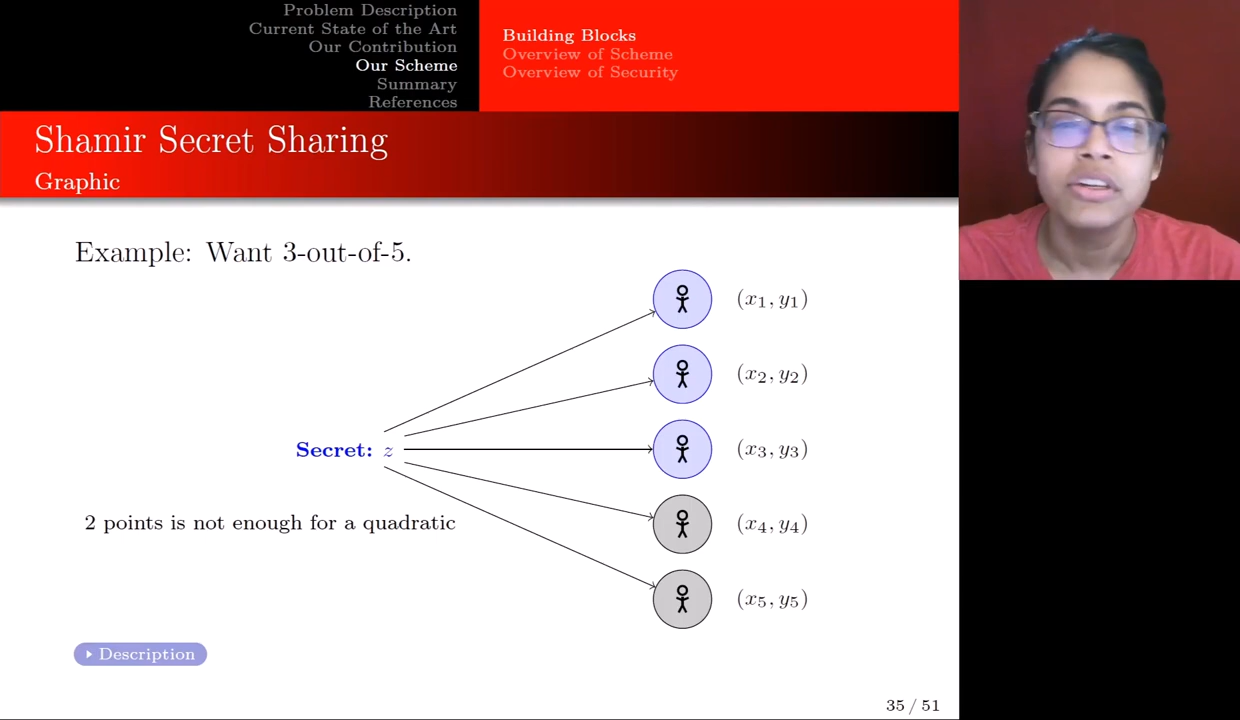 Problem Description
Current State of the Art
Our Contribution
Our Scheme
Summary
References
Building Blocks
Overview of Scheme
Overview of Security
Shamir Secret Sharing
Graphic
Example: Want 3-out-of-5.
(x₁, y₁)
(x₂, y₂)
Secret: z
(x₃, y₃)
2 points is not enough for a quadratic
(x₄, y₄)
(x₅, y₅)
Description
35 / 51